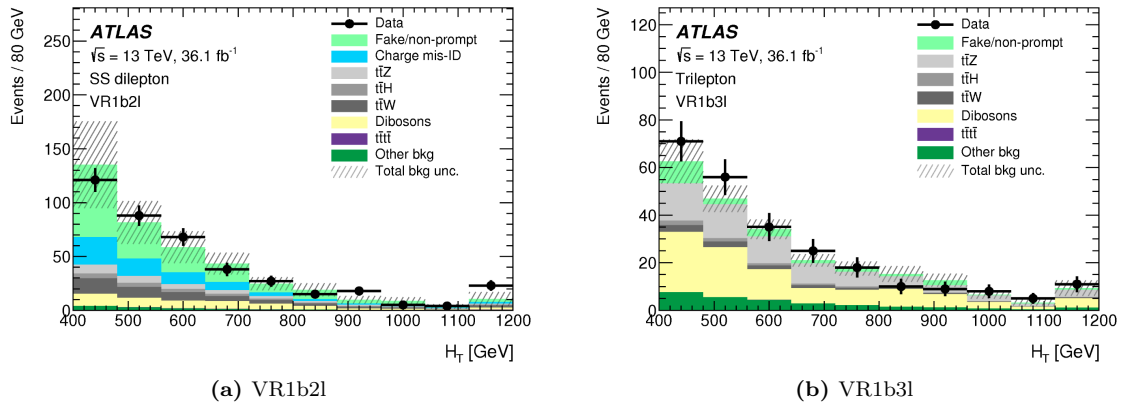 Events / 80 GeV
250
200
150
100
50
0
ATLAS
√s = 13 TeV, 36.1 fb⁻¹
SS dilepton
VR1b2l
Data
Fake/non-prompt
Charge mis-ID
tt̄Z
tt̄H
tt̄W
Dibosons
tt̄tt̄
Other bkg
Total bkg unc.
400 500 600 700 800 900 1000 1100 1200
H_T [GeV]
(a) VR1b2l
Events / 80 GeV
120
100
80
60
40
20
0
ATLAS
√s = 13 TeV, 36.1 fb⁻¹
Trilepton
VR1b3l
Data
Fake/non-prompt
tt̄Z
tt̄H
tt̄W
Dibosons
tt̄tt̄
Other bkg
Total bkg unc.
400 500 600 700 800 900 1000 1100 1200
H_T [GeV]
(b) VR1b3l